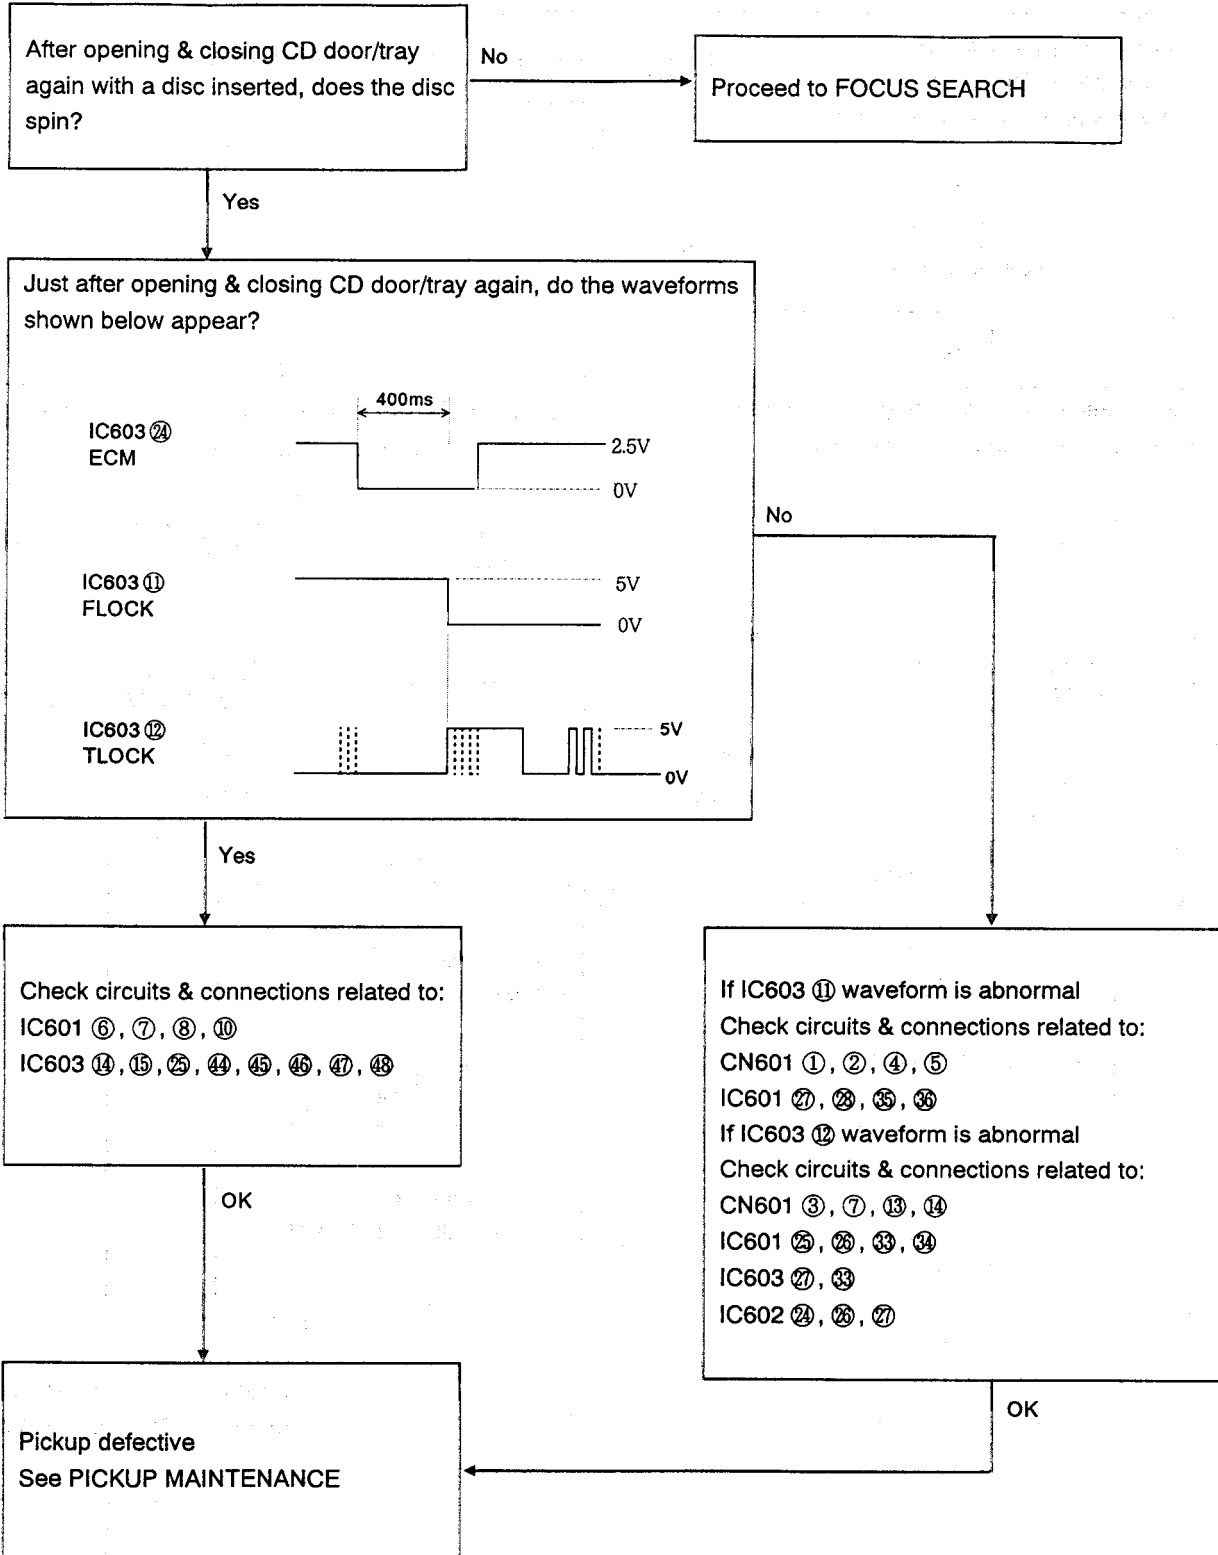 After opening & closing CD door/tray
again with a disc inserted, does the disc
spin?
No
Proceed to FOCUS SEARCH
Yes
Just after opening & closing CD door/tray again, do the waveforms
shown below appear?
400ms
IC603 ㉔
ECM
2.5V
0V
No
IC603 ⑪
FLOCK
5V
0V
IC603 ⑫
TLOCK
5V
0V
Yes
Check circuits & connections related to:
IC601 ⑥, ⑦, ⑧, ⑩
IC603 ⑭, ⑮, ㉕, ㊹, ㊺, ㊻, ㊼, ㊽
OK
If IC603 ⑪ waveform is abnormal
Check circuits & connections related to:
CN601 ①, ②, ④, ⑤
IC601 ㉗, ㉘, ㉟, ㊱
If IC603 ⑫ waveform is abnormal
Check circuits & connections related to:
CN601 ③, ⑦, ⑬, ⑭
IC601 ㉕, ㉖, ㉝, ㉞
IC603 ㉗, ㉝
IC602 ㉔, ㉖, ㉗
OK
Pickup defective
See PICKUP MAINTENANCE